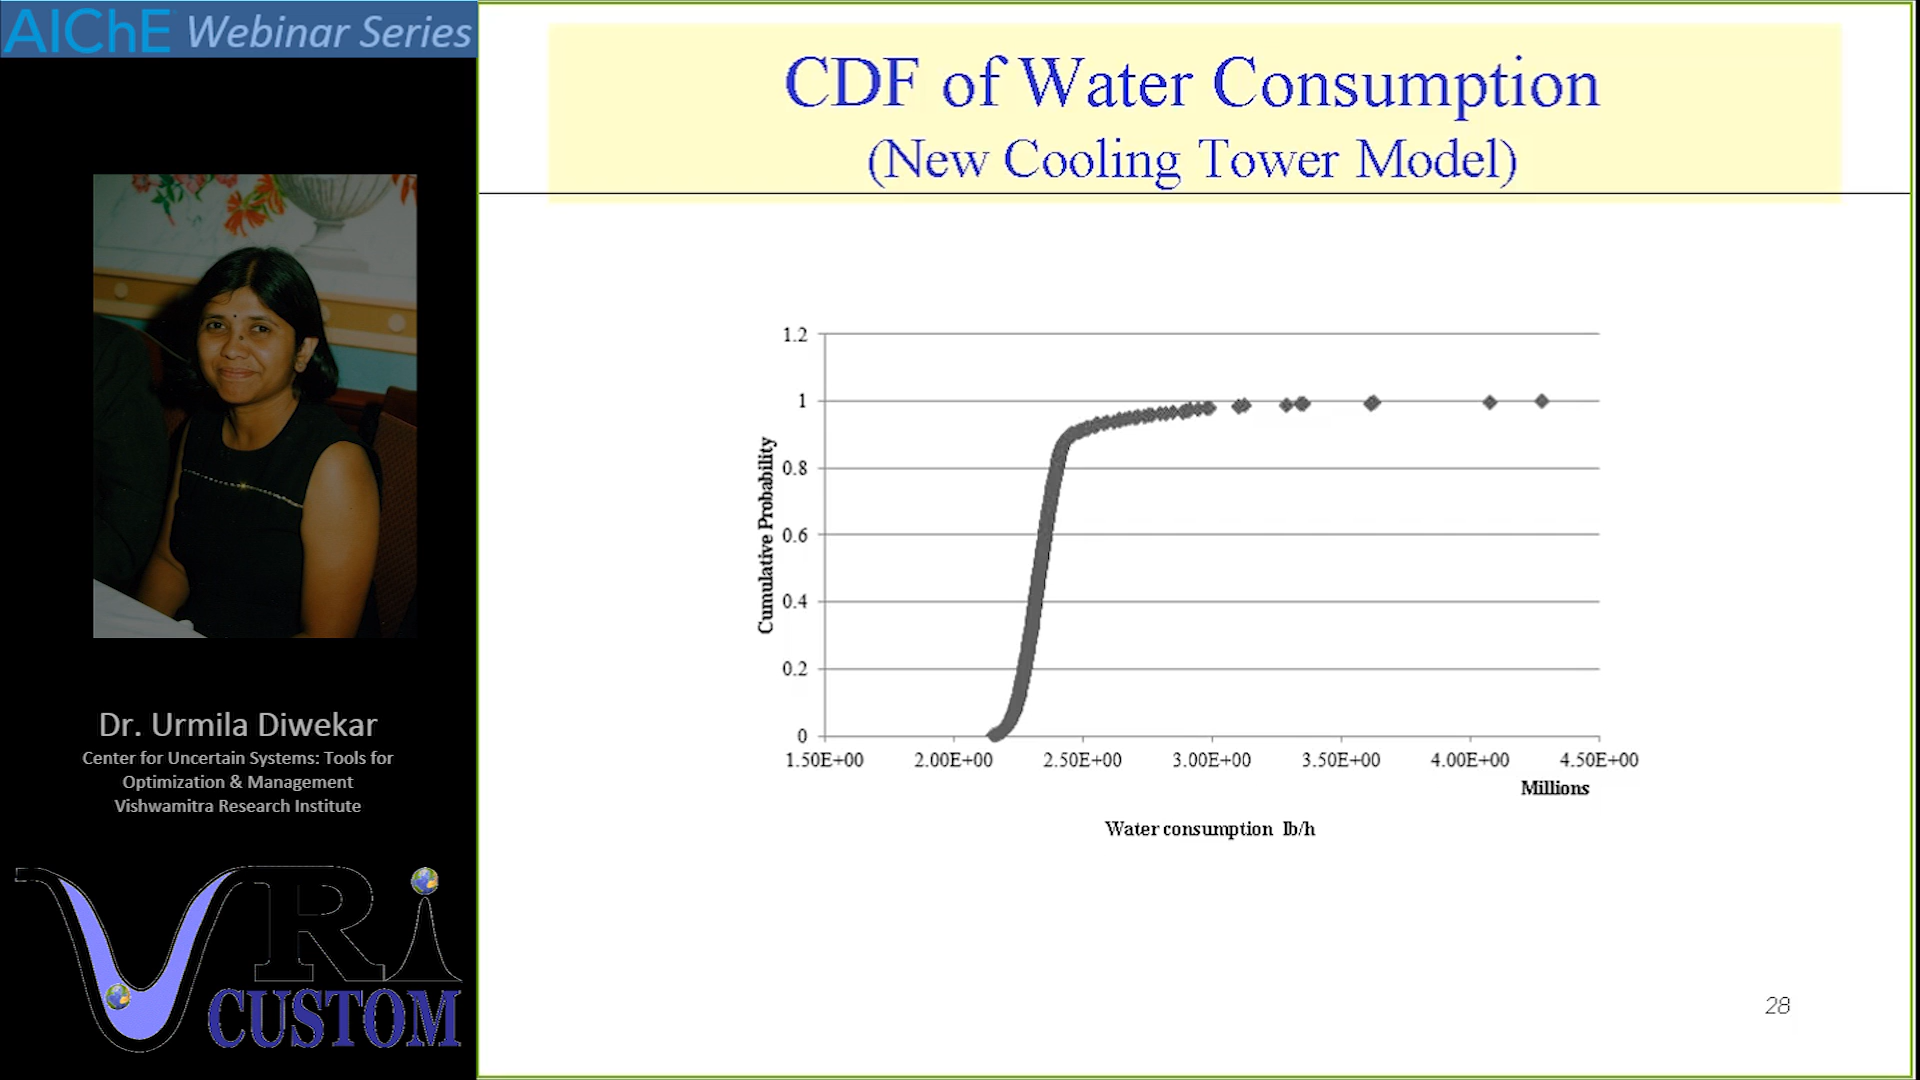 AIChE Webinar Series
CDF of Water Consumption
(New Cooling Tower Model)
1.2
1
0.8
0.6
0.4
0.2
0
Cumulative Probability
1.50E+00 2.00E+00 2.50E+00 3.00E+00 3.50E+00 4.00E+00 4.50E+00
Millions
Water consumption lb/h
28
Dr. Urmila Diwekar
Center for Uncertain Systems: Tools for
Optimization & Management
Vishwamitra Research Institute
VRi
CUSTOM